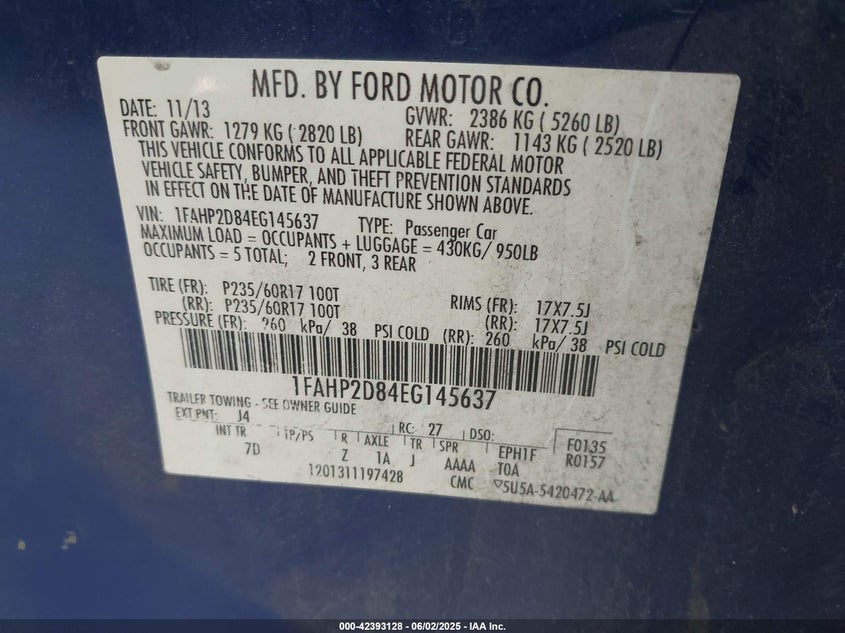 MFD. BY FORD MOTOR CO.
DATE: 11/13 GVWR: 2386 KG ( 5260 LB)
FRONT GAWR: 1279 KG ( 2820 LB) REAR GAWR: 1143 KG ( 2520 LB)
THIS VEHICLE CONFORMS TO ALL APPLICABLE FEDERAL MOTOR
VEHICLE SAFETY, BUMPER, AND THEFT PREVENTION STANDARDS
IN EFFECT ON THE DATE OF MANUFACTURE SHOWN ABOVE.
VIN: 1FAHP2D84EG145637 TYPE: Passenger Car
MAXIMUM LOAD = OCCUPANTS + LUGGAGE = 430KG/ 950LB
OCCUPANTS = 5 TOTAL; 2 FRONT, 3 REAR
TIRE (FR): P235/60R17 100T RIMS (FR): 17X7.5J
(RR): P235/60R17 100T (RR): 17X7.5J
PRESSURE (FR): 260 kPa/ 38 PSI COLD (RR): 260 kPa/ 38 PSI COLD
1FAHP2D84EG145637
TRAILER TOWING - SEE OWNER GUIDE
EXT PNT: J4 RC: 27 DSO: F0135
INT TR TP/PS R AXLE TR SPR EPH1F R0157
7D Z 1A J AAAA TOA
1201311197428 CMC 5U5A-5420472-AA
000-42393128 - 06/02/2025 - IAA Inc.